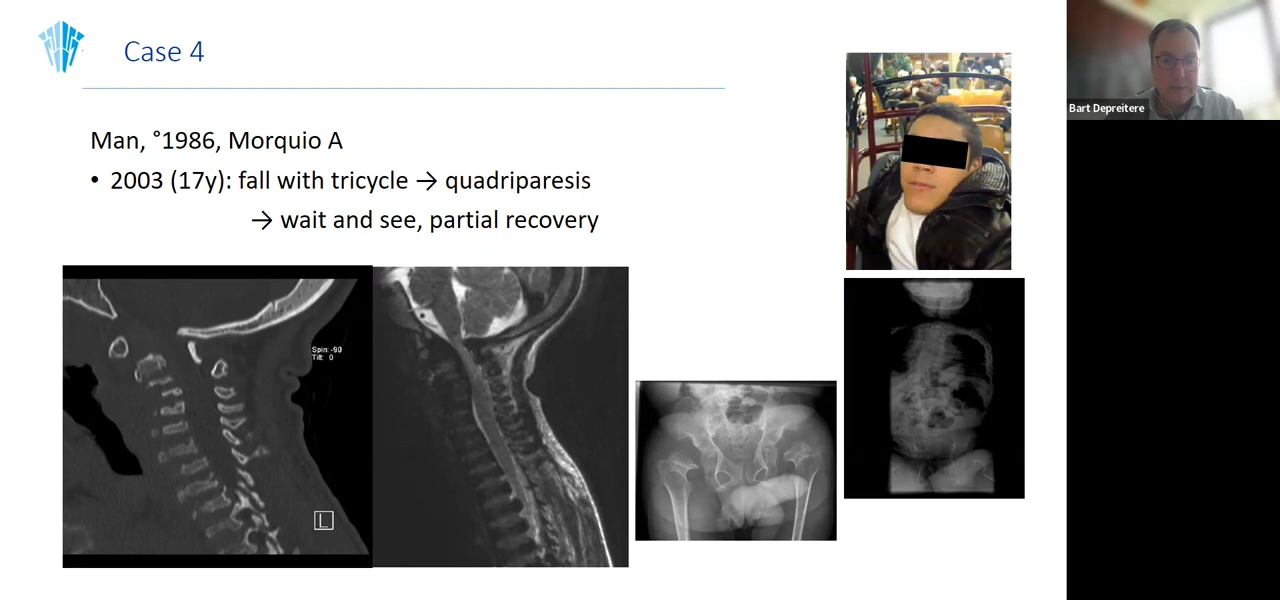 Case 4
Man, °1986, Morquio A
• 2003 (17y): fall with tricycle → quadriparesis
→ wait and see, partial recovery
Spin: -90
Tilt: 0
L
Bart Depreitere